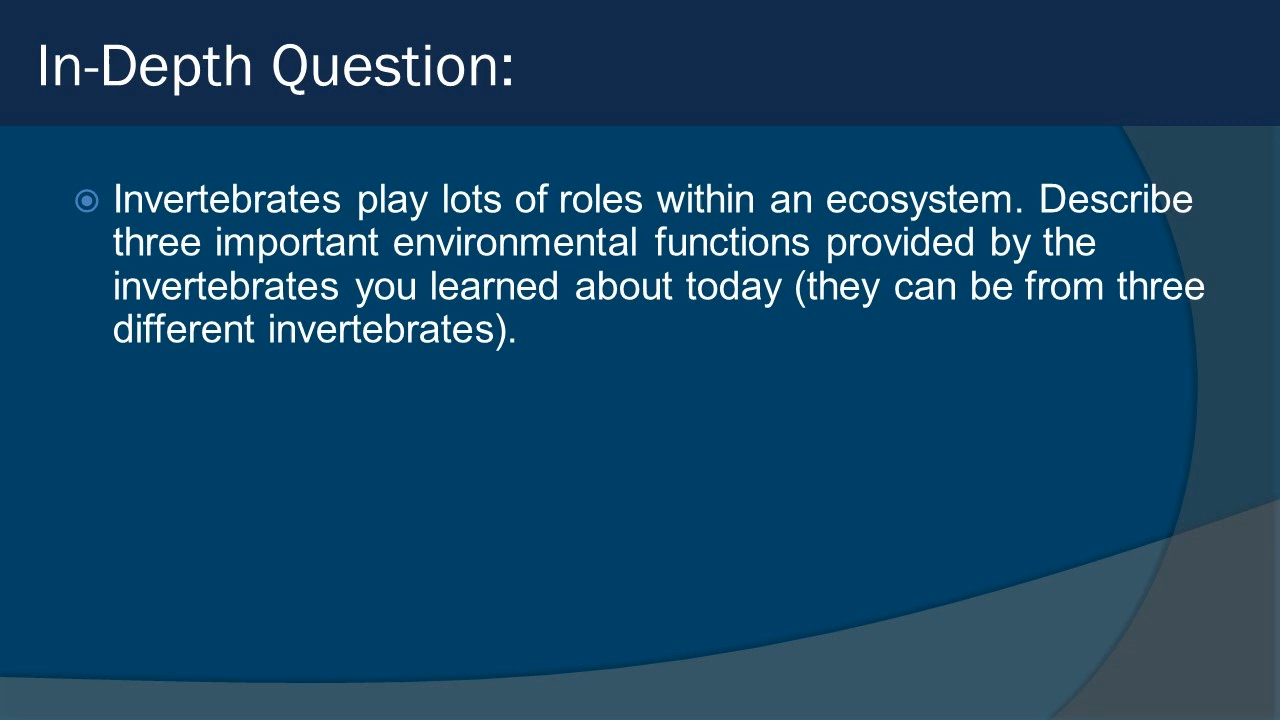 In-Depth Question:
Invertebrates play lots of roles within an ecosystem. Describe
three important environmental functions provided by the
invertebrates you learned about today (they can be from three
different invertebrates).